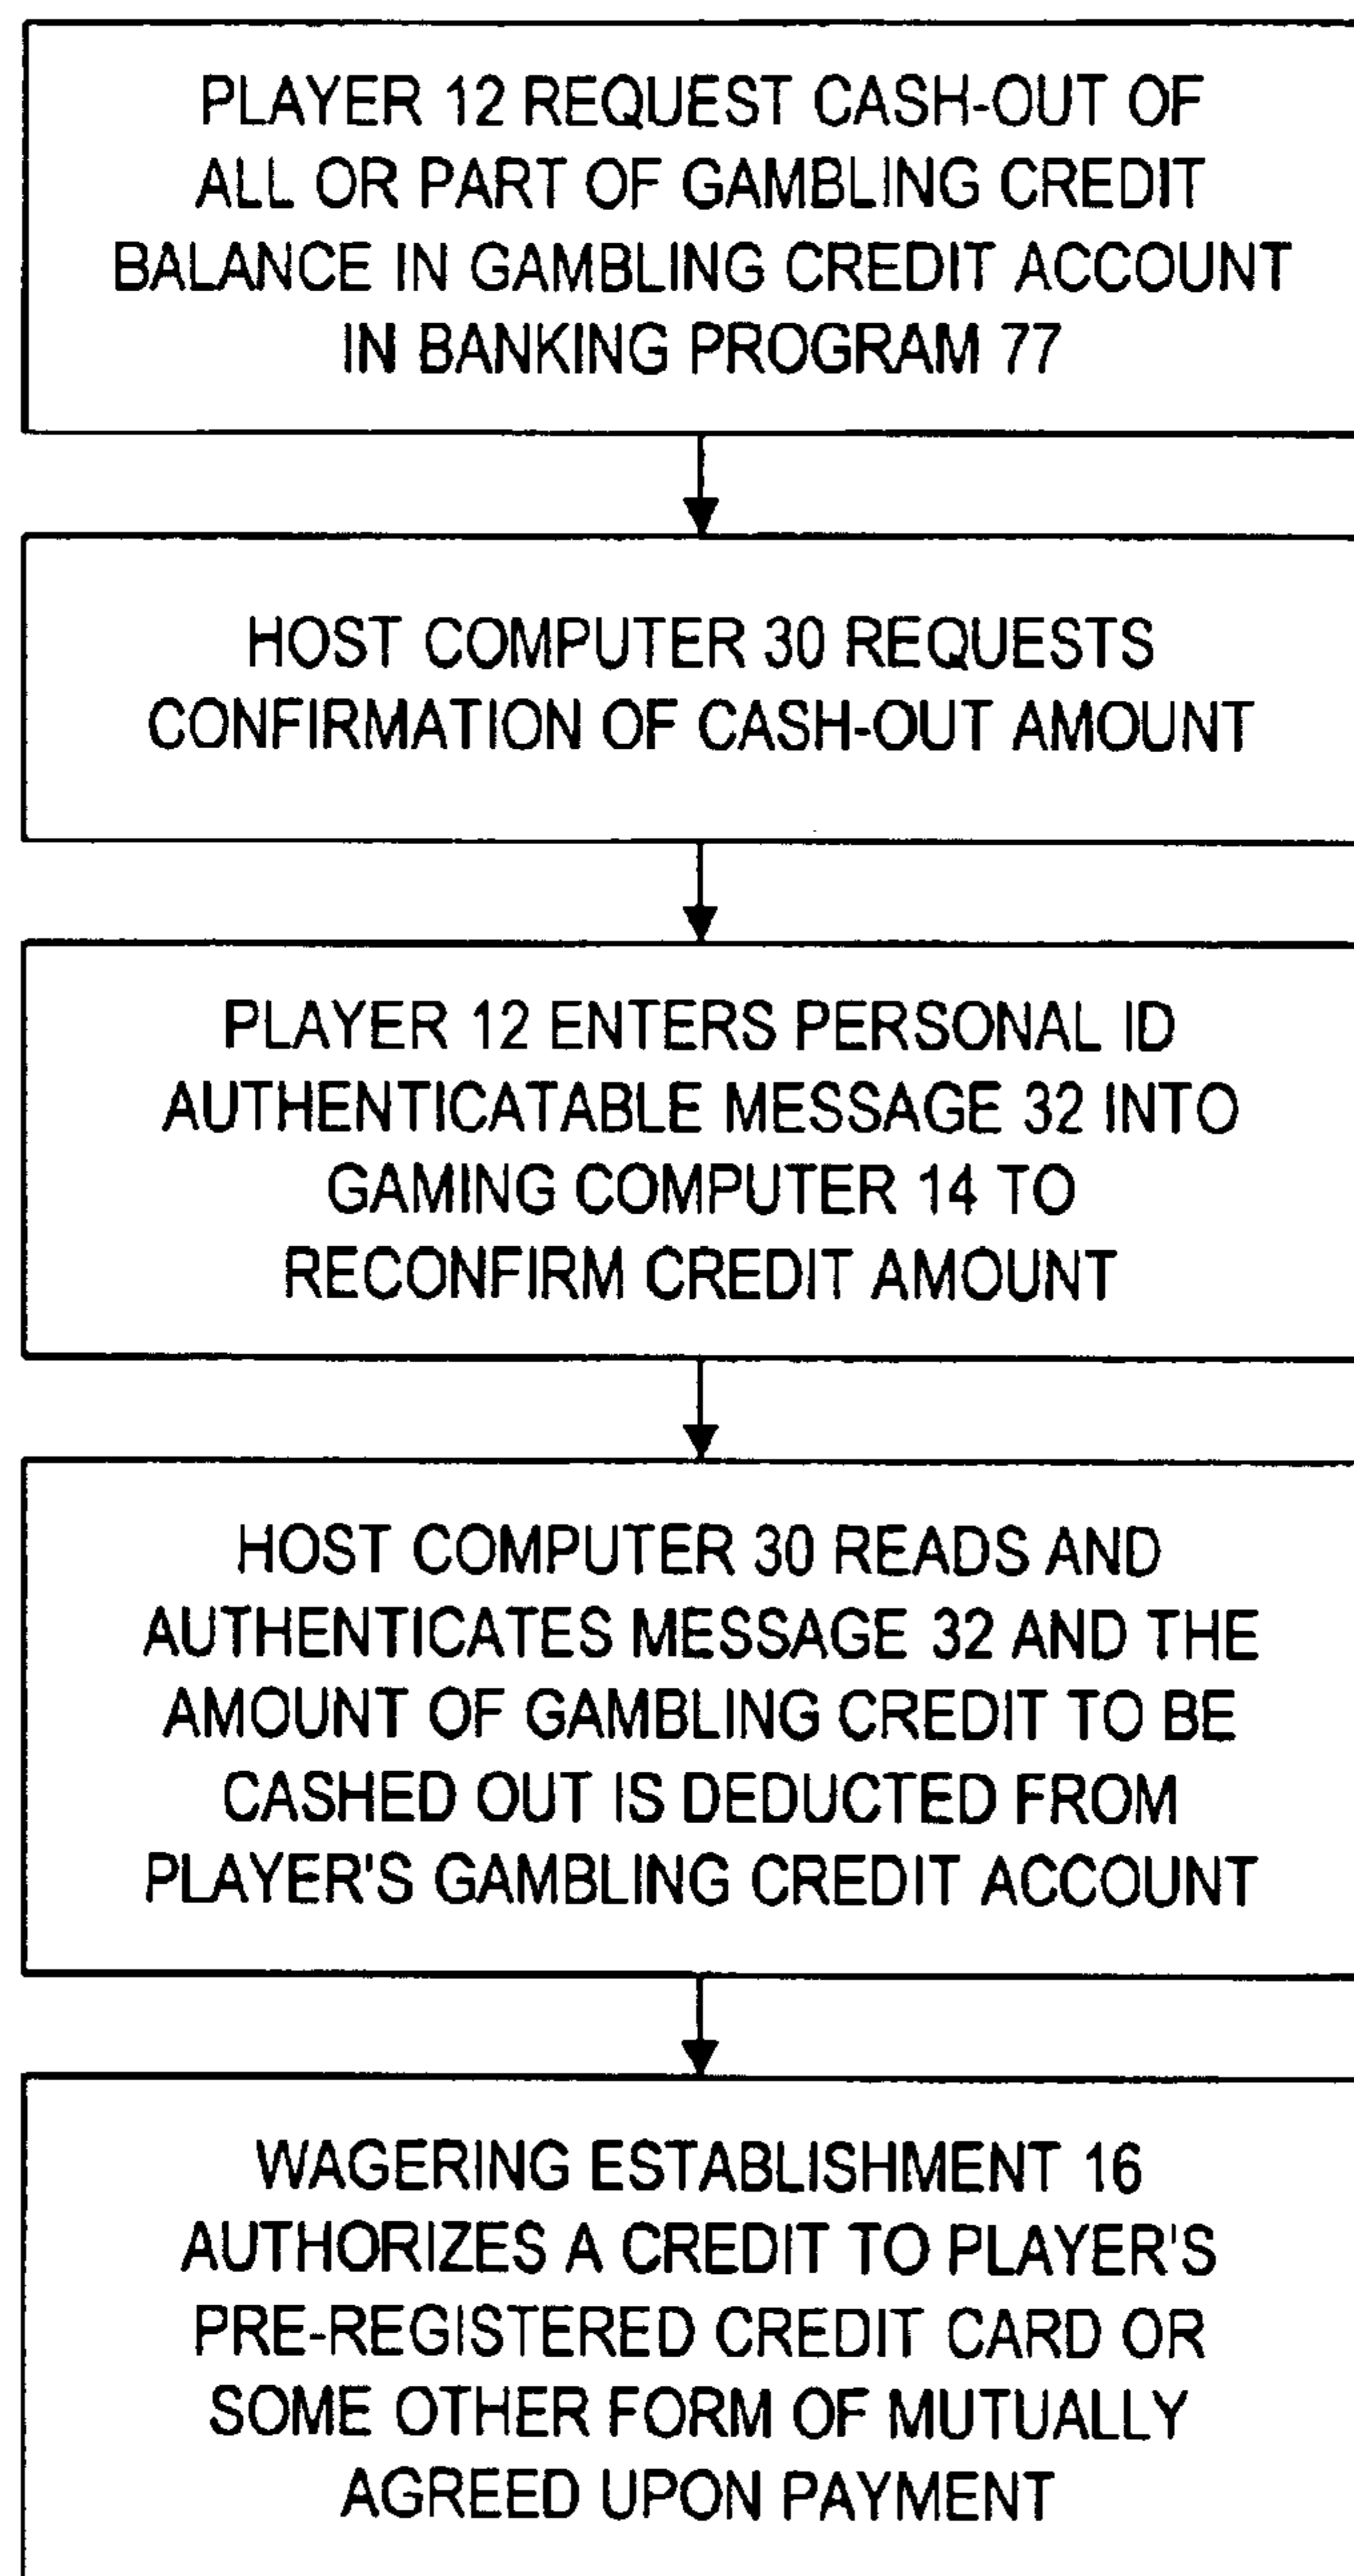 PLAYER 12 REQUEST CASH-OUT OF
ALL OR PART OF GAMBLING CREDIT
BALANCE IN GAMBLING CREDIT ACCOUNT
IN BANKING PROGRAM 77
HOST COMPUTER 30 REQUESTS
CONFIRMATION OF CASH-OUT AMOUNT
PLAYER 12 ENTERS PERSONAL ID
AUTHENTICATABLE MESSAGE 32 INTO
GAMING COMPUTER 14 TO
RECONFIRM CREDIT AMOUNT
HOST COMPUTER 30 READS AND
AUTHENTICATES MESSAGE 32 AND THE
AMOUNT OF GAMBLING CREDIT TO BE
CASHED OUT IS DEDUCTED FROM
PLAYER'S GAMBLING CREDIT ACCOUNT
WAGERING ESTABLISHMENT 16
AUTHORIZES A CREDIT TO PLAYER'S
PRE-REGISTERED CREDIT CARD OR
SOME OTHER FORM OF MUTUALLY
AGREED UPON PAYMENT